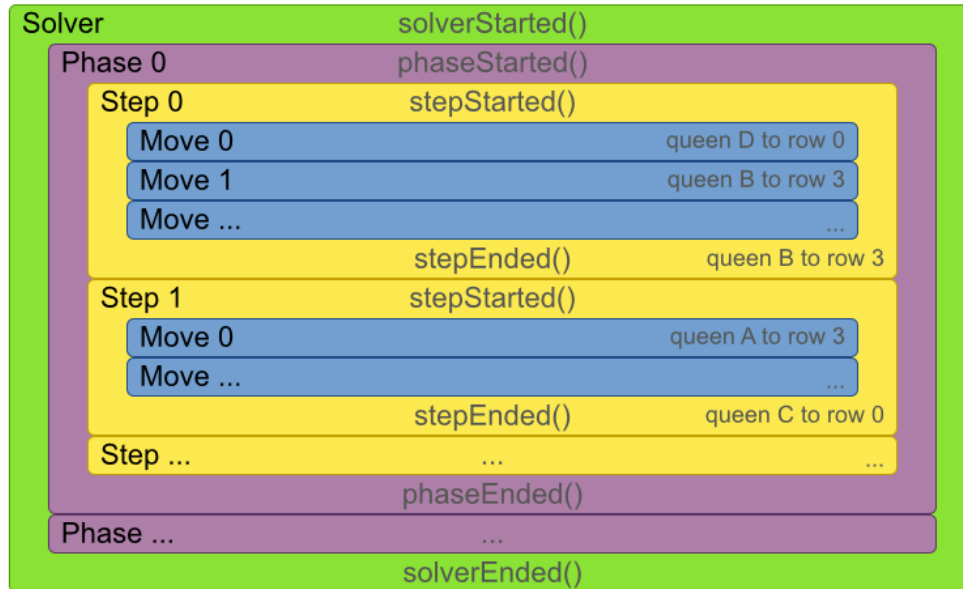 Solver solverStarted()
Phase 0 phaseStarted()
Step 0 stepStarted()
Move 0 queen D to row 0
Move 1 queen B to row 3
Move ... ...
stepEnded() queen B to row 3
Step 1 stepStarted()
Move 0 queen A to row 3
Move ... ...
stepEnded() queen C to row 0
Step ... ... ...
phaseEnded()
Phase ... ...
solverEnded()